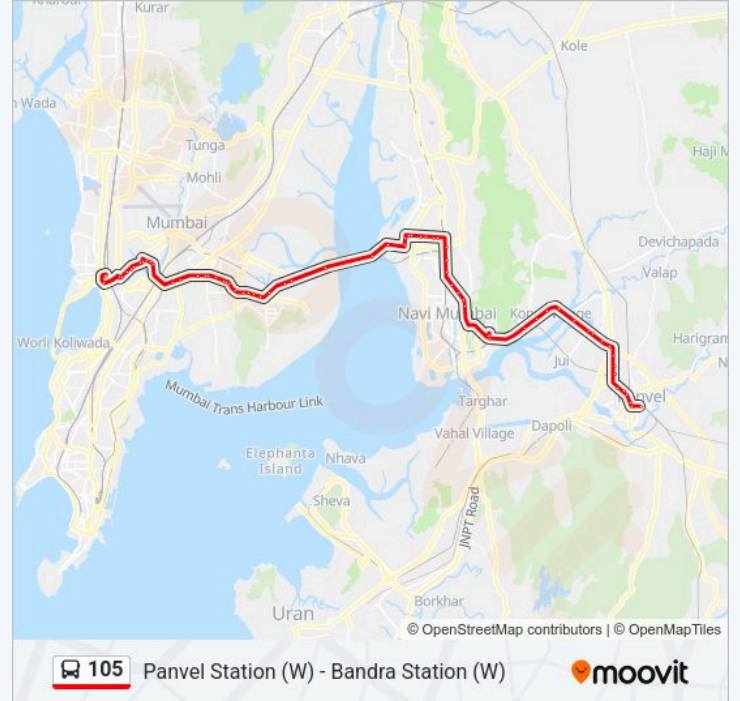 Kurar
Kole
n Wada
Tunga
Haji M
Mohli
Mumbai
Devichapada
Valap
Navi Mumbai
Harigram
Worli Koliwada
Jui
Mumbai Trans Harbour Link
Targhar
Vahal Village
Dapoli
Elephanta
Island
Nhava
Sheva
JNPT Road
Borkhar
Uran
© OpenStreetMap contributors | © OpenMapTiles
105
Panvel Station (W) - Bandra Station (W)
moovit